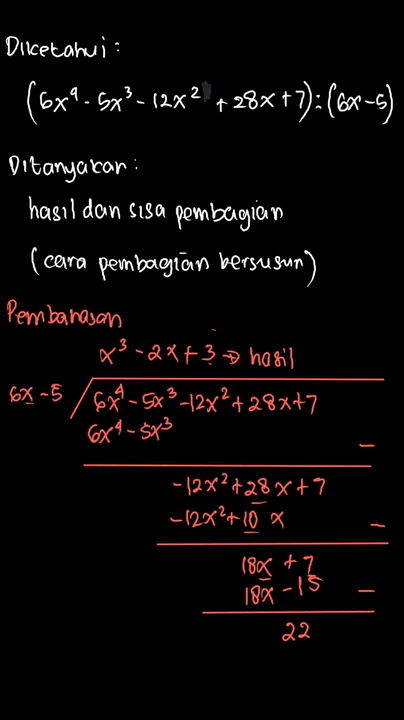 Diketahui:
(6x⁴ - 5x³ - 12x² + 28x + 7) : (6x - 5)
Ditanyakan:
hasil dan sisa pembagian
(cara pembagian bersusun)
Pembahasan
x³ - 2x + 3 → hasil
6x - 5 / 6x⁴ - 5x³ - 12x² + 28x + 7
6x⁴ - 5x³ -
-12x² + 28x + 7
-12x² + 10x -
18x + 7
18x - 15 -
22